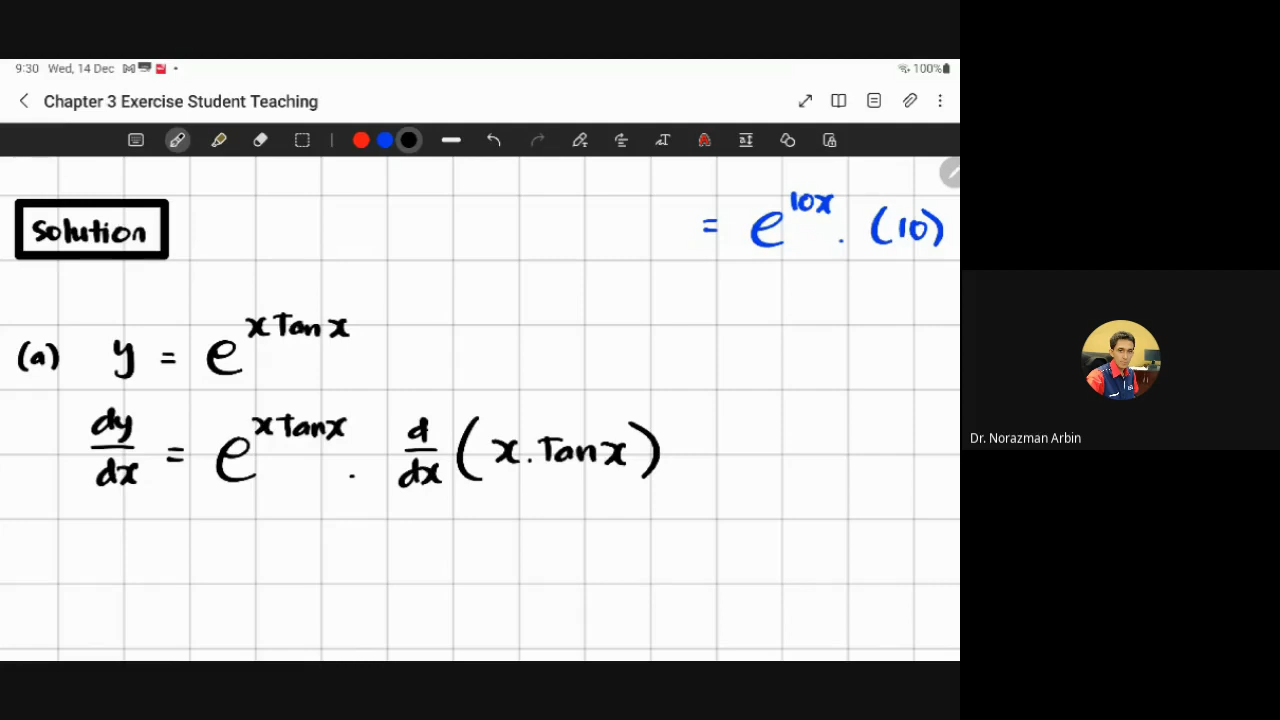 9:30 Wed, 14 Dec
100%
Chapter 3 Exercise Student Teaching
Solution
= e^10x . (10)
(a) y = e^x Tan x
dy/dx = e^x Tan x . d/dx (x . Tan x)
Dr. Norazman Arbin